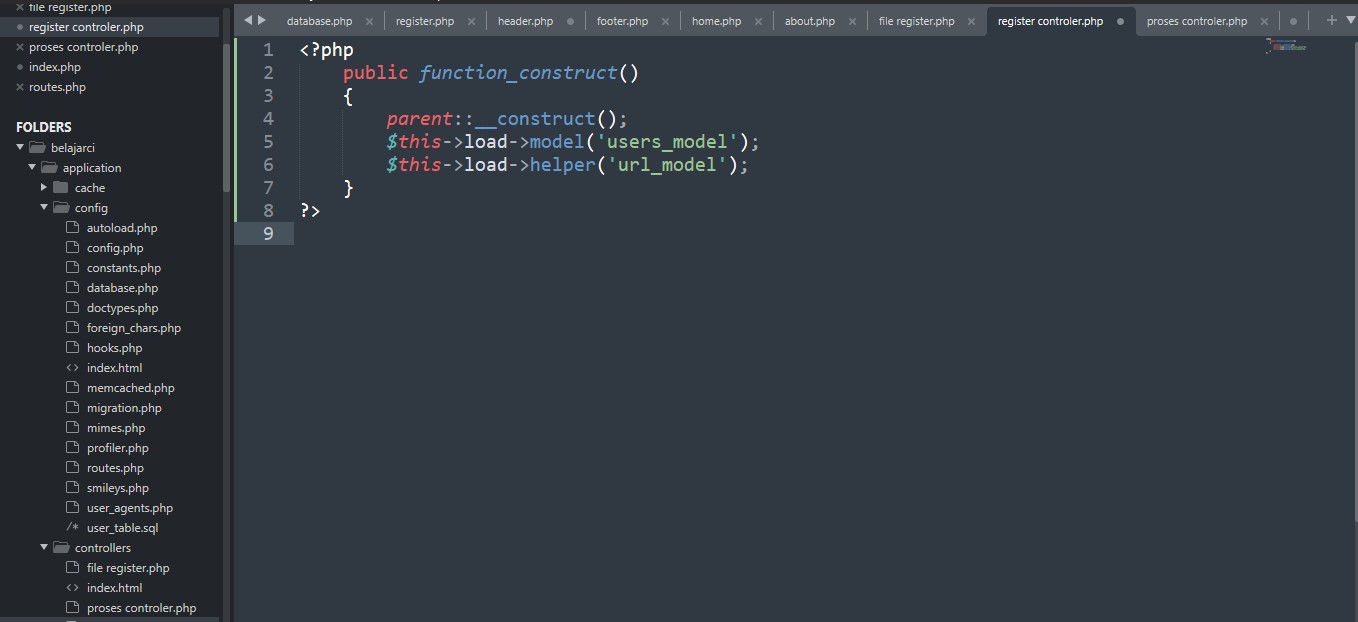 file register.php
register controler.php
proses controler.php
index.php
routes.php
FOLDERS
belajarci
application
cache
config
autoload.php
config.php
constants.php
database.php
doctypes.php
foreign_chars.php
hooks.php
<> index.html
memcached.php
migration.php
mimes.php
profiler.php
routes.php
smileys.php
user_agents.php
/* user_table.sql
controllers
file register.php
<> index.html
proses controler.php
database.php register.php header.php footer.php home.php about.php file register.php register controler.php proses controler.php
1 <?php
2 public function_construct()
3 {
4 parent::__construct();
5 $this->load->model('users_model');
6 $this->load->helper('url_model');
7 }
8 ?>
9